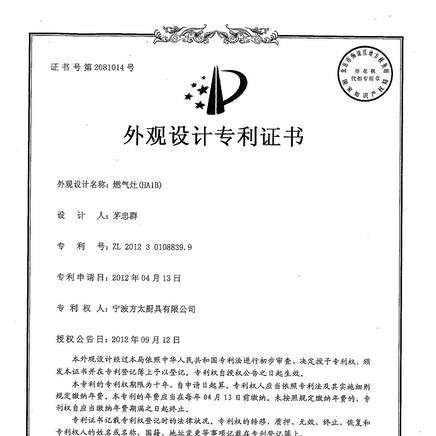 证书号第2081014号
外观设计专利证书
外观设计名称：燃气灶(HA1B)
设 计 人：茅忠群
专 利 号：ZL 2012 3 0108839.9
专利申请日：2012年04月13日
专 利 权 人：宁波方太厨具有限公司
授权公告日：2012年09月12日
本外观设计经过本局依照中华人民共和国专利法进行初步审查，决定授予专利权，颁
发本证书并在专利登记簿上予以登记。专利权自授权公告之日起生效。
本专利的专利权期限为十年，自申请日起算。专利权人应当依照专利法及其实施细则
规定缴纳年费。本专利的年费应当在每年04月13日前缴纳。未按照规定缴纳年费的，专
利权自应当缴纳年费期满之日起终止。
专利证书记载专利权登记时的法律状况。专利权的转移、质押、无效、终止、恢复和
专利权人的姓名或名称、国籍、地址变更等事项记载在专利登记簿上。